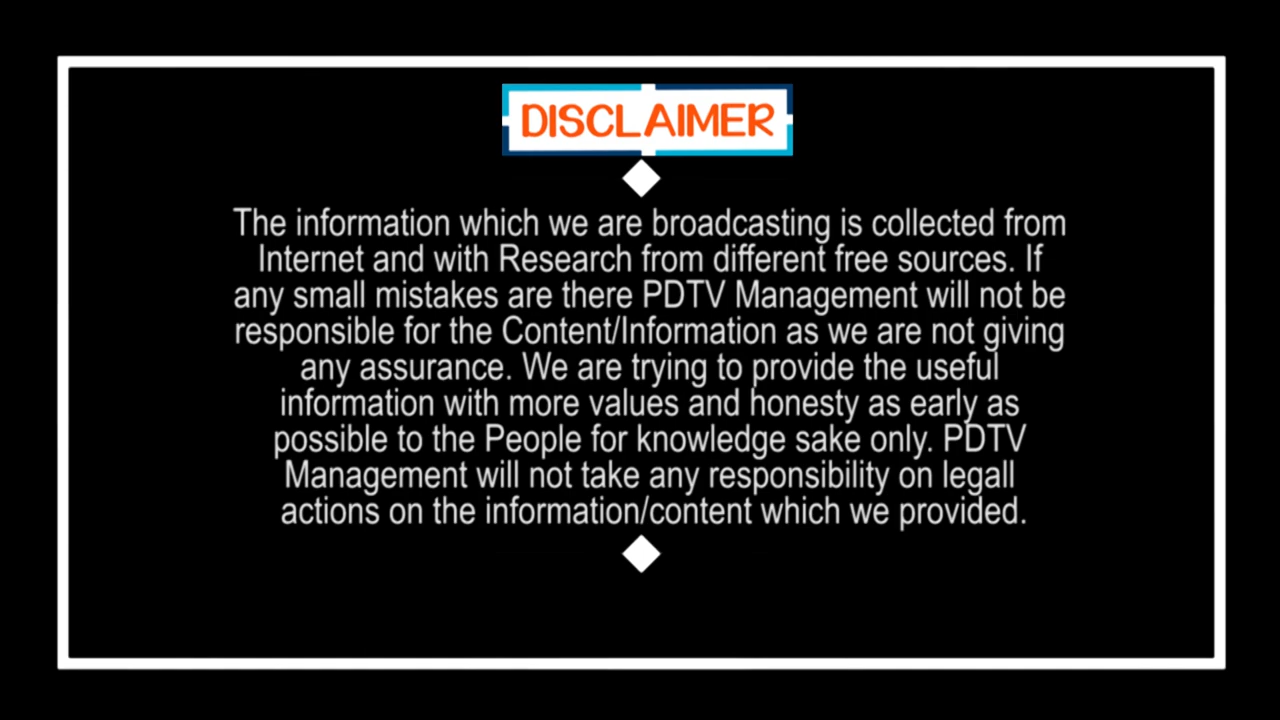 DISCLAIMER
The information which we are broadcasting is collected from
Internet and with Research from different free sources. If
any small mistakes are there PDTV Management will not be
responsible for the Content/Information as we are not giving
any assurance. We are trying to provide the useful
information with more values and honesty as early as
possible to the People for knowledge sake only. PDTV
Management will not take any responsibility on legall
actions on the information/content which we provided.